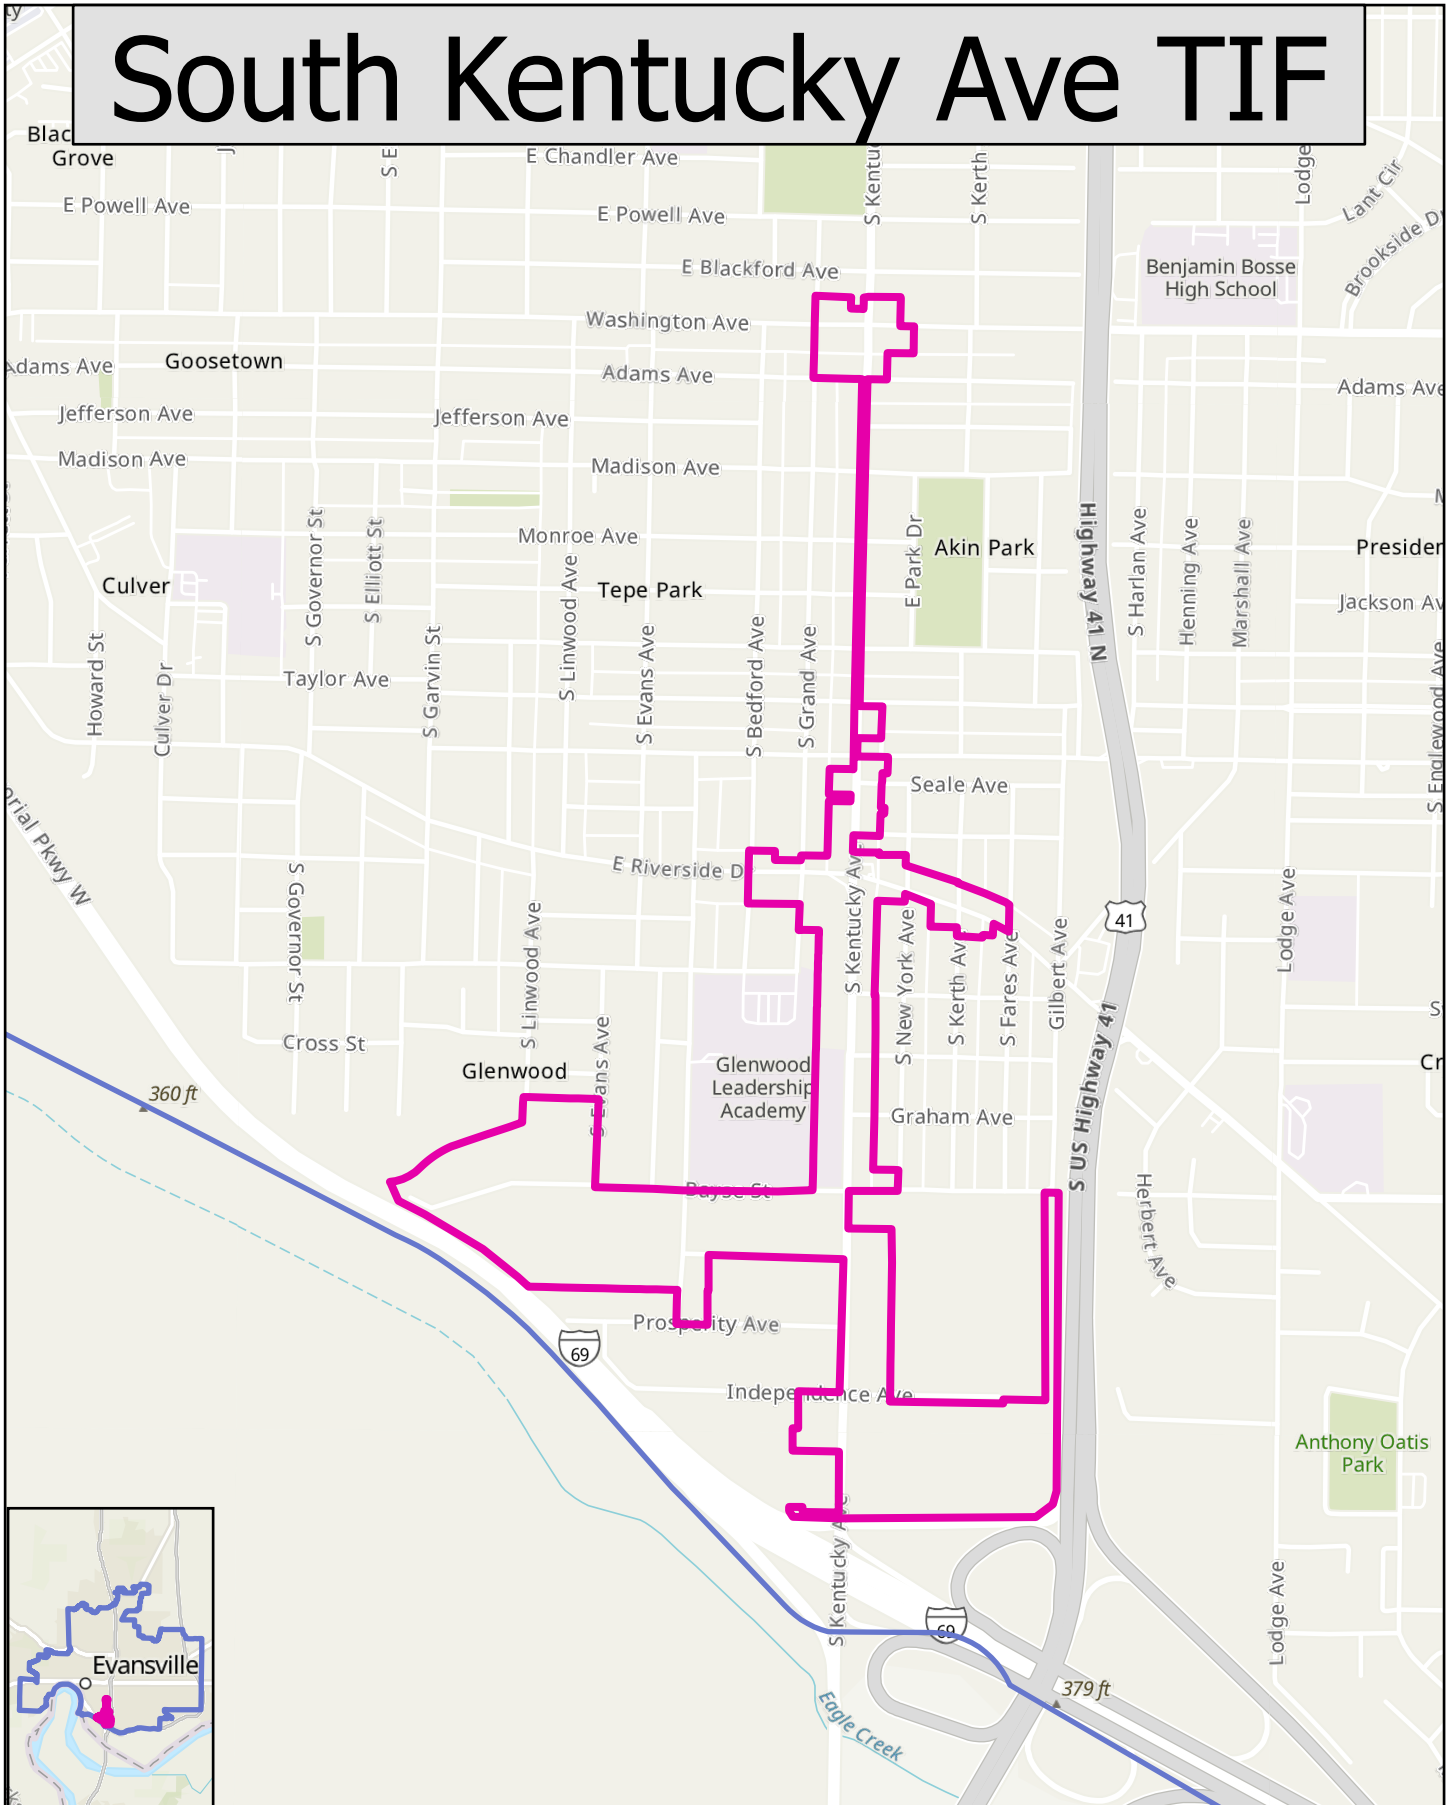 South Kentucky Ave TIF
Grove
E Chandler Ave
E Powell Ave
E Powell Ave
S Kerth
Lodge
Lant Cir
Brookside
E Blackford Ave
Benjamin Bosse
High School
Washington Ave
Goosetown
Adams Ave
Adams Ave
Adams Ave
Jefferson Ave
Jefferson Ave
Madison Ave
Madison Ave
Monroe Ave
E Park Dr
Akin Park
Highway 41 N
S Harlan Ave
Henning Ave
Marshall Ave
Culver
S Governor St
S Elliott St
S Linwood Ave
Tepe Park
Howard St
Culver Dr
Taylor Ave
S Garvin St
S Evans Ave
S Bedford Ave
S Grand Ave
S Englewood Ave
Seale Ave
Pkwy W
E Riverside Dr
S Governor St
S Linwood Ave
S Kentucky Ave
S New York Ave
S Kerth Av
S Fares Ave
Gilbert Ave
41
Lodge Ave
Cross St
Glenwood
S Evans Ave
Glenwood
Leadership
Academy
360 ft
Graham Ave
S US Highway 41
Bayse St
Herbert Ave
Prosperity Ave
69
Independence Ave
Anthony Oatis
Park
S Kentucky Ave
69
Lodge Ave
379 ft
Eagle Creek
Evansville